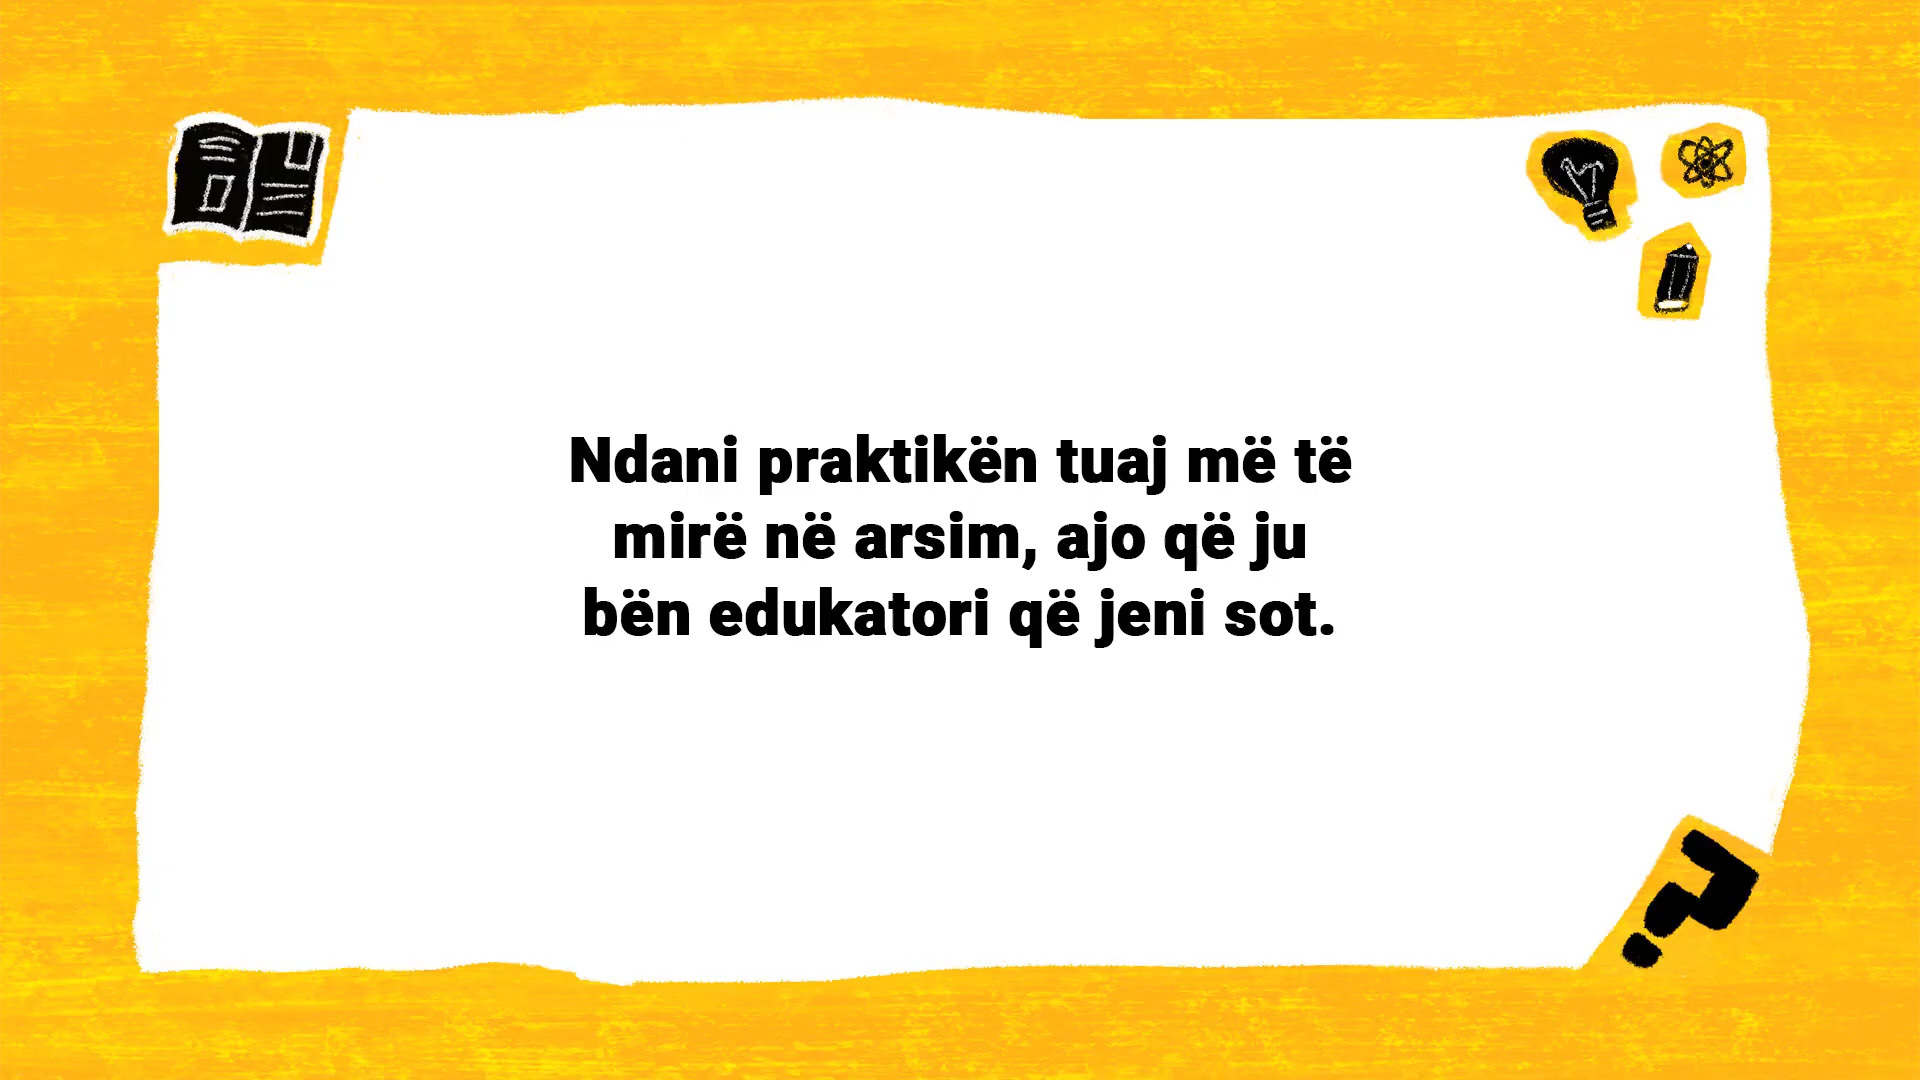 Ndani praktikën tuaj më të
mirë në arsim, ajo që ju
bën edukatori që jeni sot.